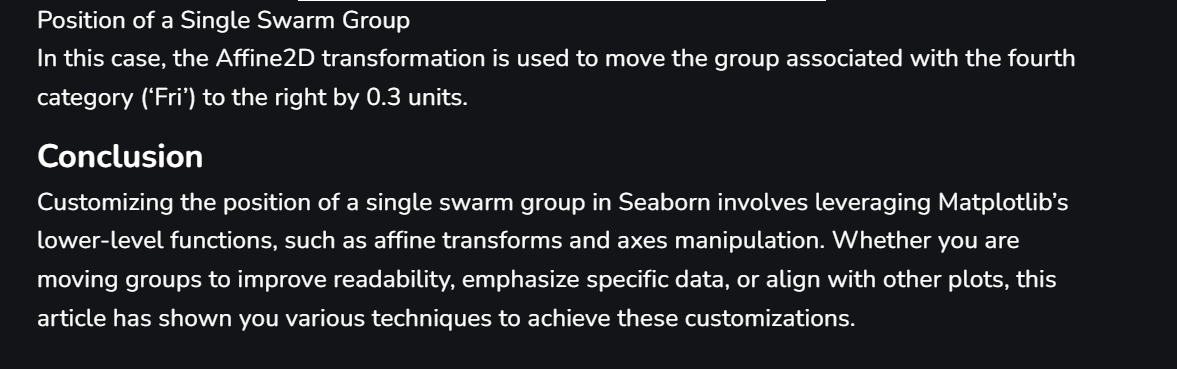 Position of a Single Swarm Group
In this case, the Affine2D transformation is used to move the group associated with the fourth
category (‘Fri’) to the right by 0.3 units.
Conclusion
Customizing the position of a single swarm group in Seaborn involves leveraging Matplotlib’s
lower-level functions, such as affine transforms and axes manipulation. Whether you are
moving groups to improve readability, emphasize specific data, or align with other plots, this
article has shown you various techniques to achieve these customizations.